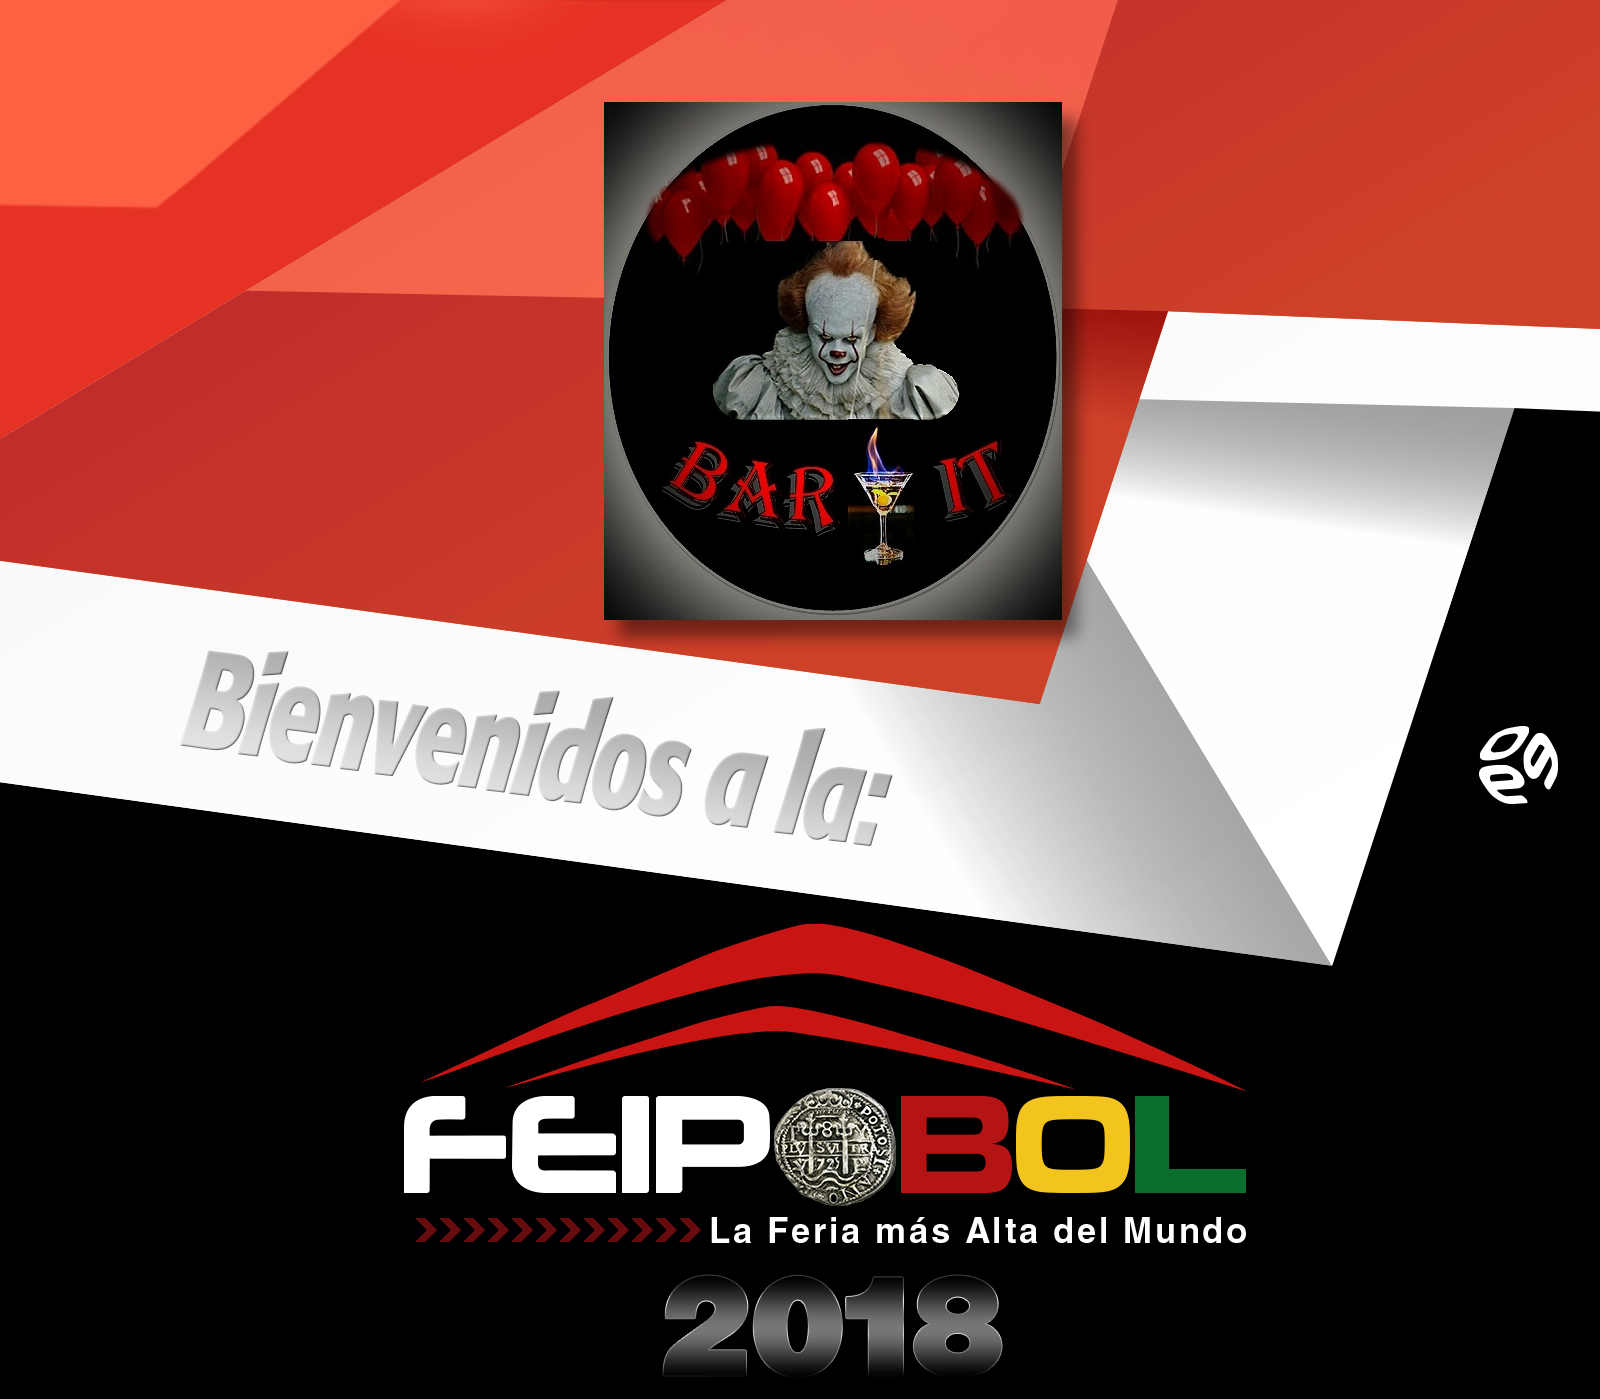 BAR IT
Bienvenidos a la:
FEIPOBOL
La Feria más Alta del Mundo
2018